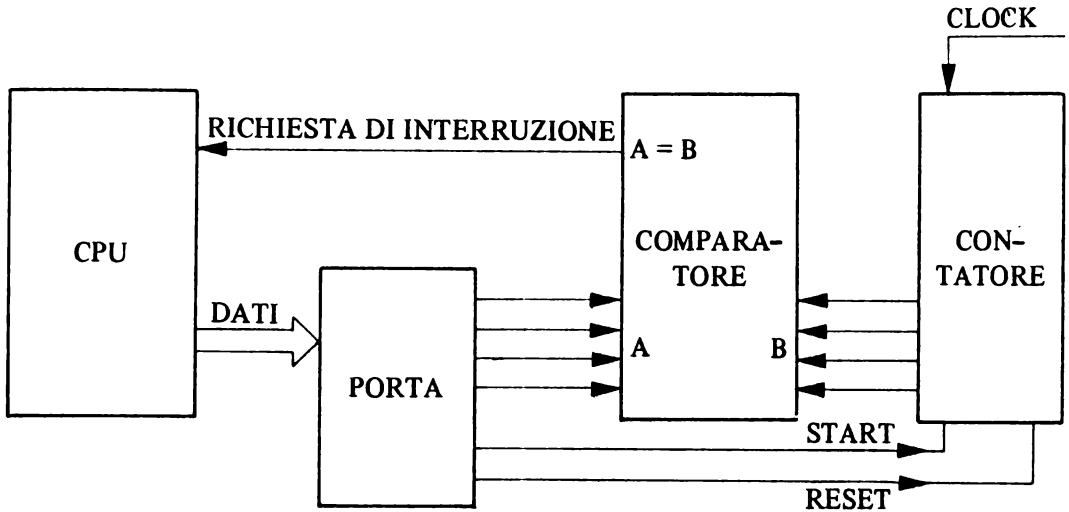 CLOCK
RICHIESTA DI INTERRUZIONE
A = B
CPU
COMPARA-
TORE
CON-
TATORE
DATI
A
B
PORTA
START
RESET